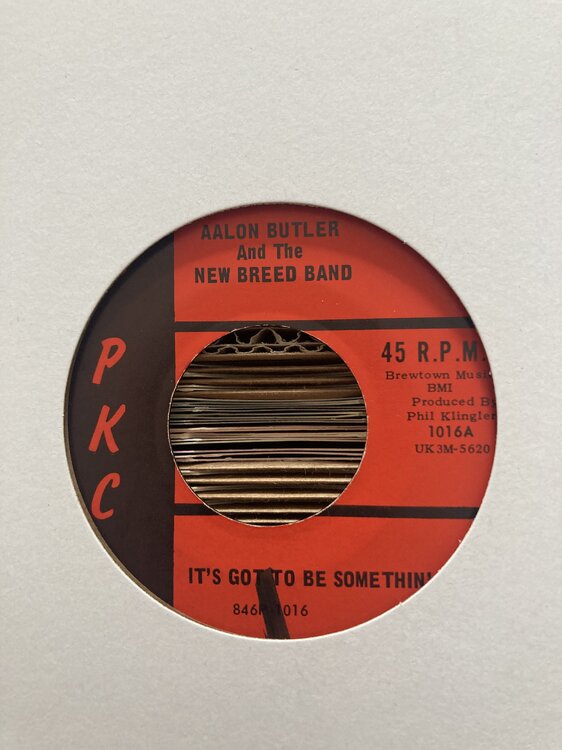 AALON BUTLER
And The
NEW BREED BAND
PKC
45 R.P.M.
Brewtown Music
BMI
Produced By
Phil Klingler
1016A
UK3M-5620
IT'S GOT TO BE SOMETHIN'
846P-1016